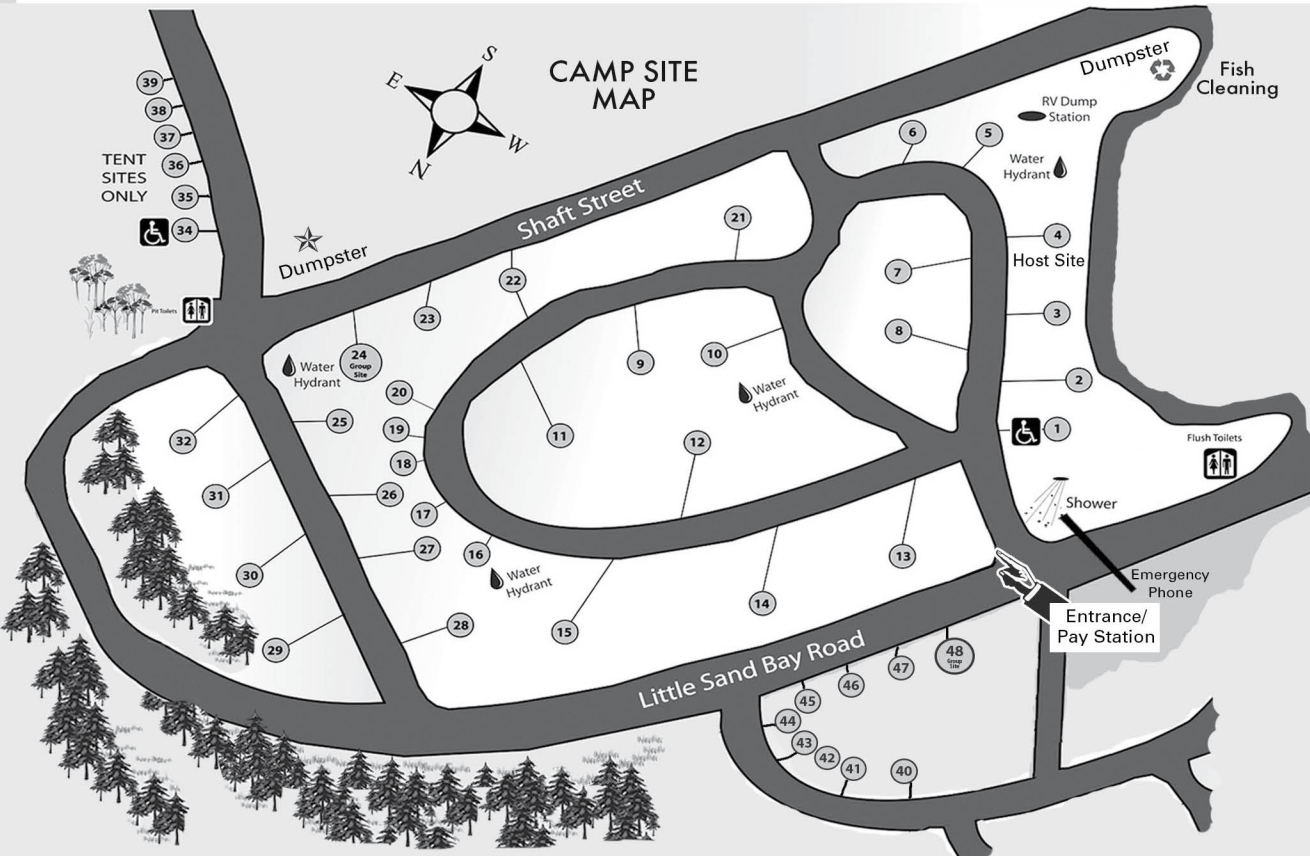 CAMP SITE
MAP
S
E
W
N
Dumpster
Fish
Cleaning
RV Dump
Station
Water
Hydrant
6
5
4
Host Site
3
2
1
7
8
Flush Toilets
Shower
Emergency
Phone
Entrance/
Pay Station
39
38
37
36
35
34
TENT
SITES
ONLY
Dumpster
Pit Toilets
Shaft Street
21
22
23
24
Group
Site
Water
Hydrant
20
19
18
17
16
Water
Hydrant
9
10
Water
Hydrant
11
12
13
14
15
25
26
27
28
32
31
30
29
Little Sand Bay Road
48
Group
Site
47
46
45
44
43
42
41
40